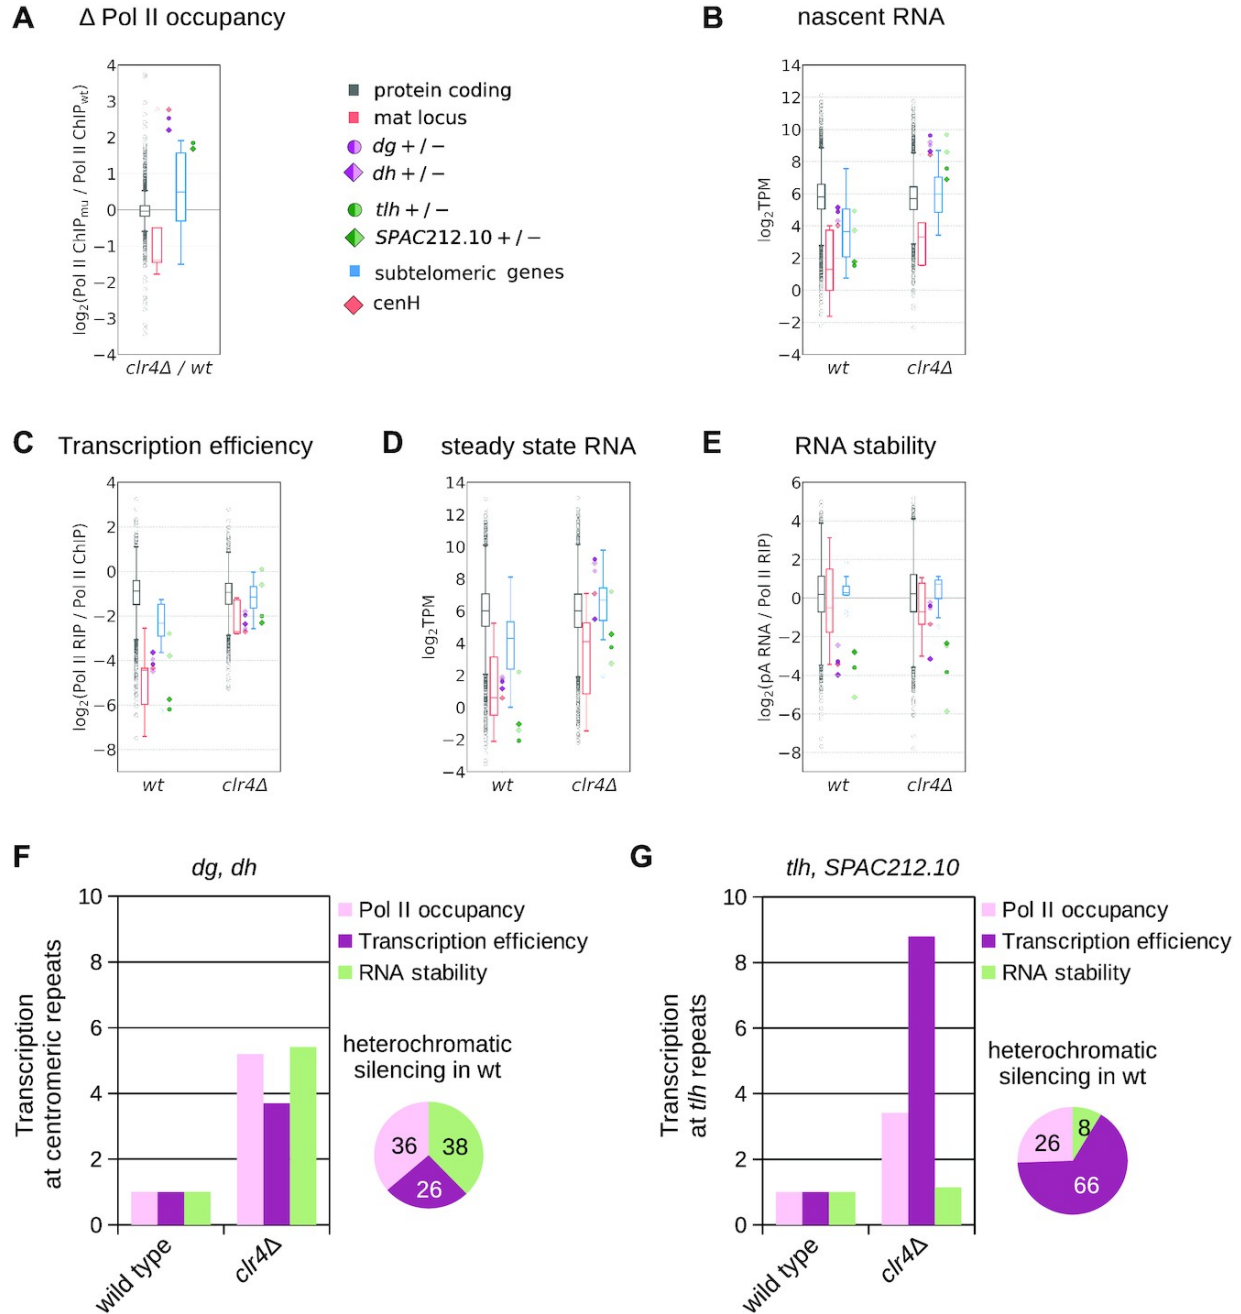 A
Δ Pol II occupancy
log2(Pol II ChIPmu / Pol II ChIPwt)
4
3
2
1
0
−1
−2
−3
−4
clr4Δ / wt
protein coding
mat locus
dg + / −
dh + / −
tlh + / −
SPAC212.10 + / −
subtelomeric genes
cenH
B
nascent RNA
log2TPM
14
12
10
8
6
4
2
0
−2
−4
wt
clr4Δ
C
Transcription efficiency
log2(Pol II RIP / Pol II ChIP)
4
2
0
−2
−4
−6
−8
wt
clr4Δ
D
steady state RNA
log2TPM
14
12
10
8
6
4
2
0
−2
−4
wt
clr4Δ
E
RNA stability
log2(pA RNA / Pol II RIP)
6
4
2
0
−2
−4
−6
−8
wt
clr4Δ
F
dg, dh
Transcription
at centromeric repeats
10
8
6
4
2
0
wild type
clr4Δ
Pol II occupancy
Transcription efficiency
RNA stability
heterochromatic
silencing in wt
36
38
26
G
tlh, SPAC212.10
Transcription
at tlh repeats
10
8
6
4
2
0
wild type
clr4Δ
Pol II occupancy
Transcription efficiency
RNA stability
heterochromatic
silencing in wt
26
8
66